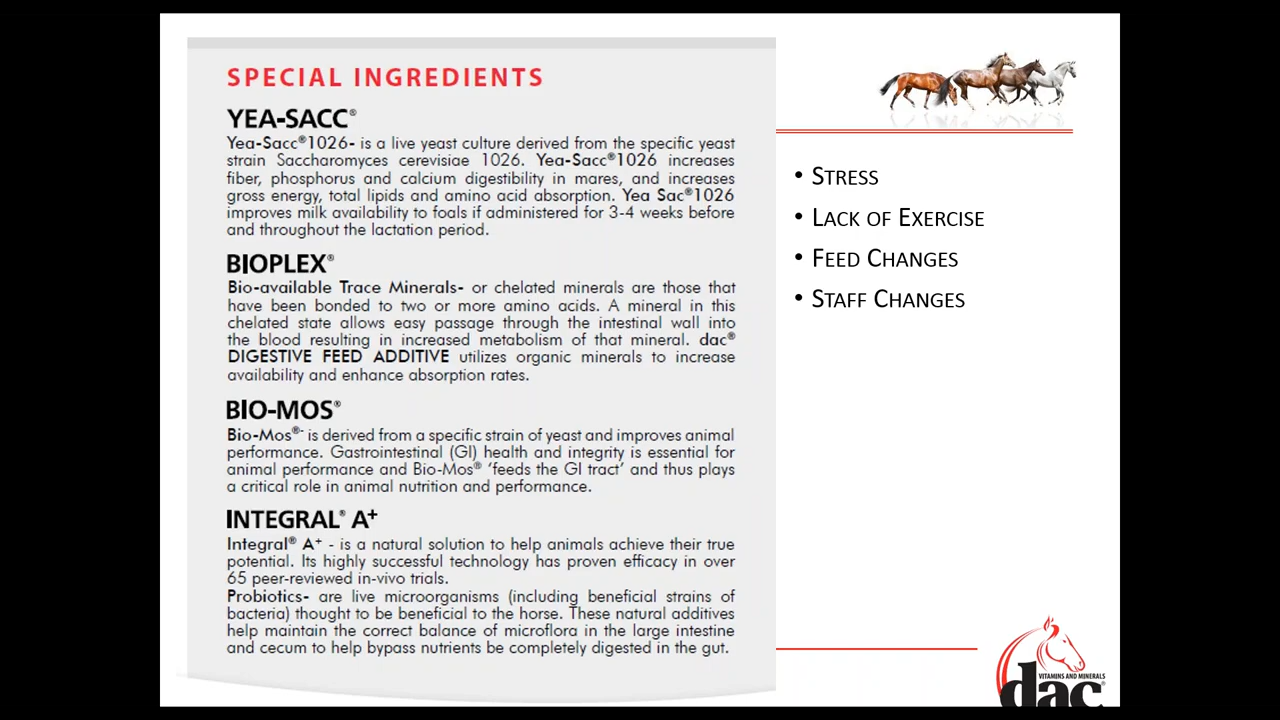 SPECIAL INGREDIENTS
YEA-SACC®
Yea-Sacc®1026- is a live yeast culture derived from the specific yeast
strain Saccharomyces cerevisiae 1026. Yea-Sacc®1026 increases
fiber, phosphorus and calcium digestibility in mares, and increases
gross energy, total lipids and amino acid absorption. Yea Sac®1026
improves milk availability to foals if administered for 3-4 weeks before
and throughout the lactation period.
BIOPLEX®
Bio-available Trace Minerals- or chelated minerals are those that
have been bonded to two or more amino acids. A mineral in this
chelated state allows easy passage through the intestinal wall into
the blood resulting in increased metabolism of that mineral. dac®
DIGESTIVE FEED ADDITIVE utilizes organic minerals to increase
availability and enhance absorption rates.
BIO-MOS®
Bio-Mos®- is derived from a specific strain of yeast and improves animal
performance. Gastrointestinal (GI) health and integrity is essential for
animal performance and Bio-Mos® ‘feeds the GI tract’ and thus plays
a critical role in animal nutrition and performance.
INTEGRAL® A+
Integral® A+ - is a natural solution to help animals achieve their true
potential. Its highly successful technology has proven efficacy in over
65 peer-reviewed in-vivo trials.
Probiotics- are live microorganisms (including beneficial strains of
bacteria) thought to be beneficial to the horse. These natural additives
help maintain the correct balance of microflora in the large intestine
and cecum to help bypass nutrients be completely digested in the gut.
• STRESS
• LACK OF EXERCISE
• FEED CHANGES
• STAFF CHANGES
VITAMINS AND MINERALS
dac®